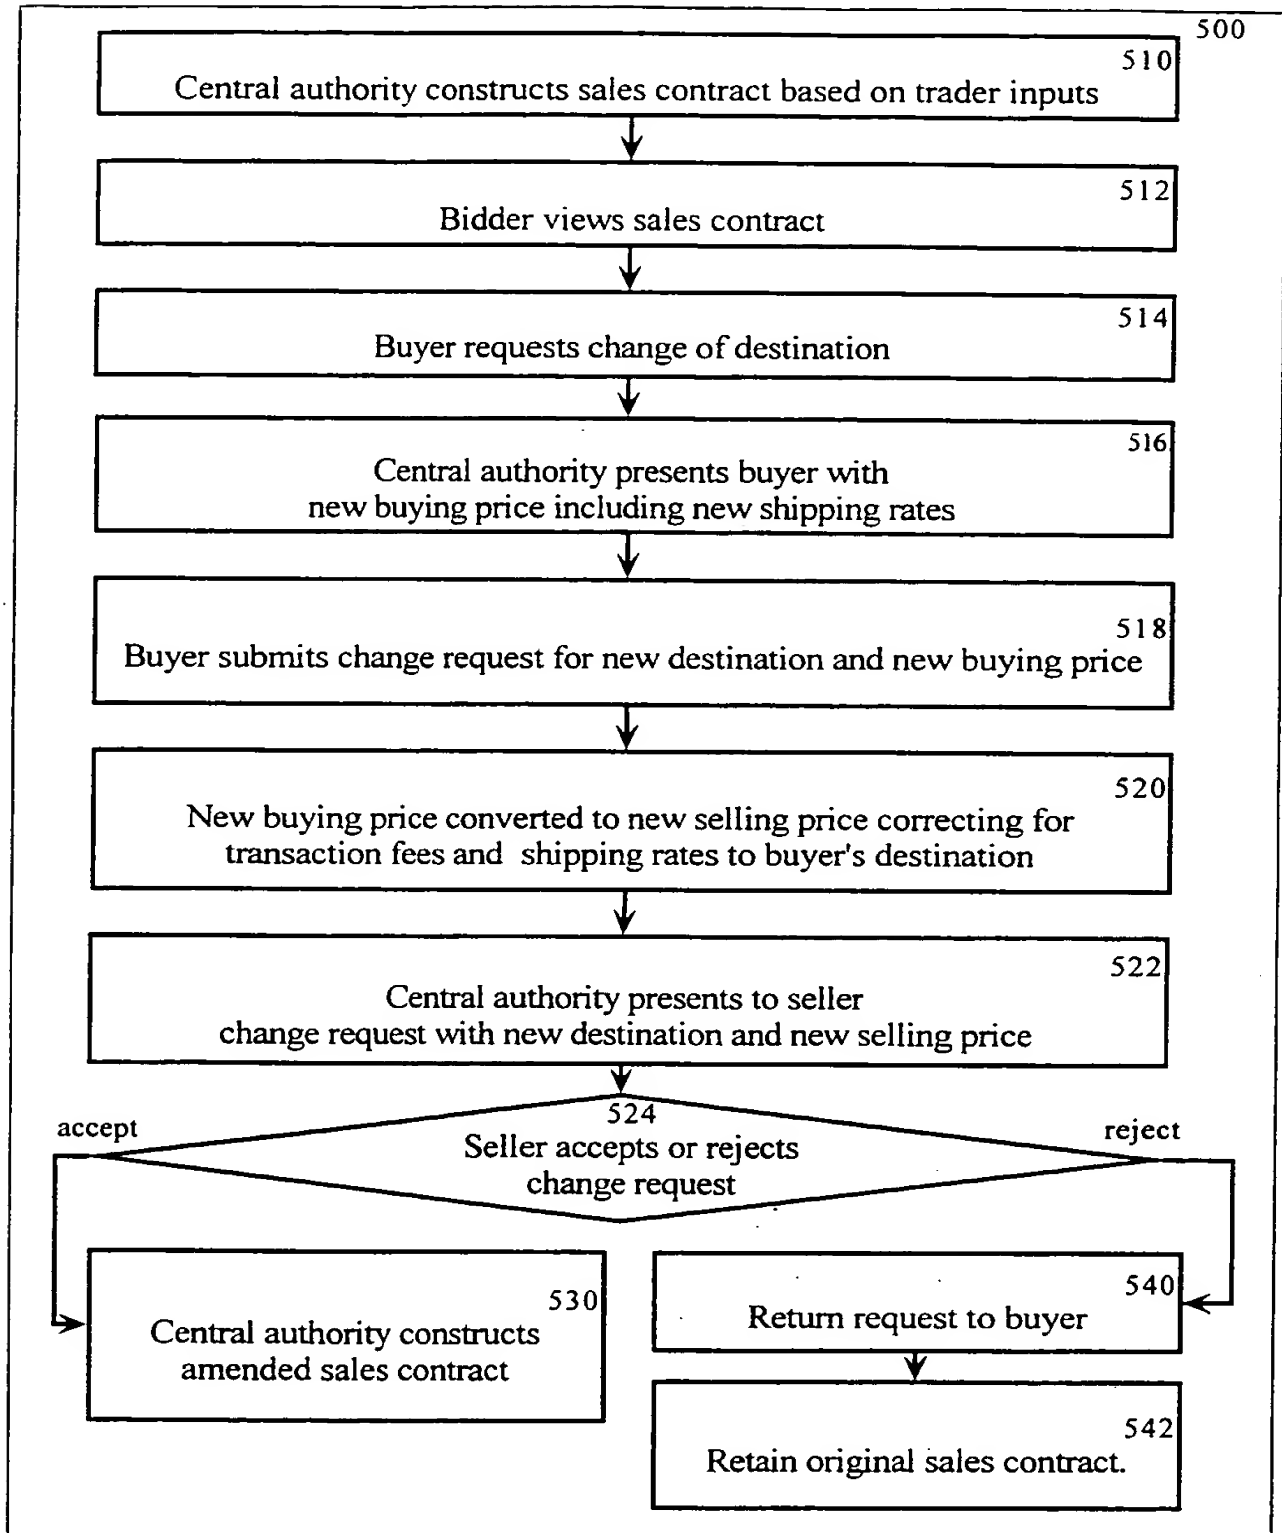 500
510
Central authority constructs sales contract based on trader inputs
512
Bidder views sales contract
514
Buyer requests change of destination
516
Central authority presents buyer with
new buying price including new shipping rates
518
Buyer submits change request for new destination and new buying price
520
New buying price converted to new selling price correcting for
transaction fees and shipping rates to buyer's destination
522
Central authority presents to seller
change request with new destination and new selling price
524
accept
reject
Seller accepts or rejects
change request
530
Central authority constructs
amended sales contract
540
Return request to buyer
542
Retain original sales contract.